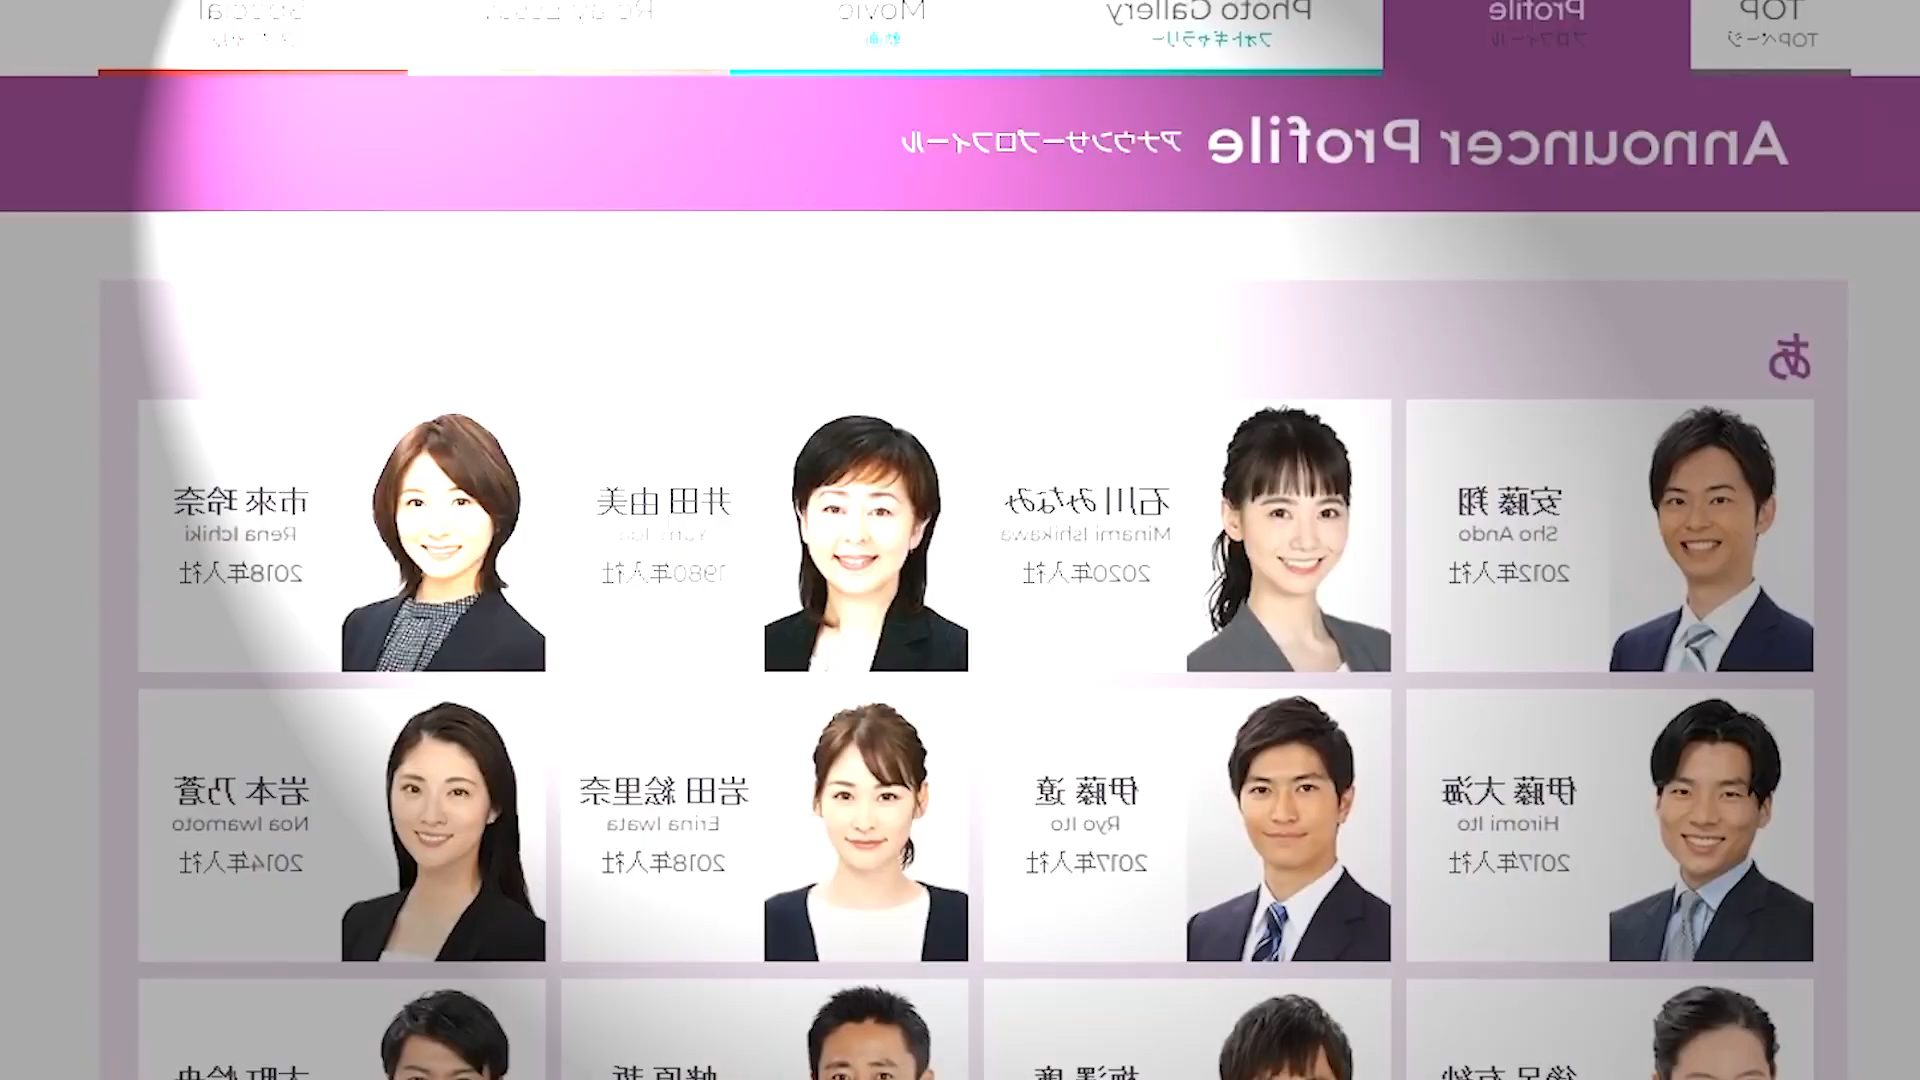 TOP
TOPページ
Profile
プロフィール
Photo Gallery
フォトギャラリー
Movie
動画
Special
Announcer Profile アナウンサープロフィール
あ
安藤 翔
Sho Ando
2012年入社
石川 みなみ
Minami Ishikawa
2020年入社
井田 由美
1980年入社
市來 玲奈
Rena Ichiki
2018年入社
伊藤 大海
Hiromi Ito
2017年入社
伊藤 遼
Ryo Ito
2017年入社
岩田 絵里奈
Erina Iwata
2018年入社
岩本 乃蒼
Noa Iwamoto
2014年入社